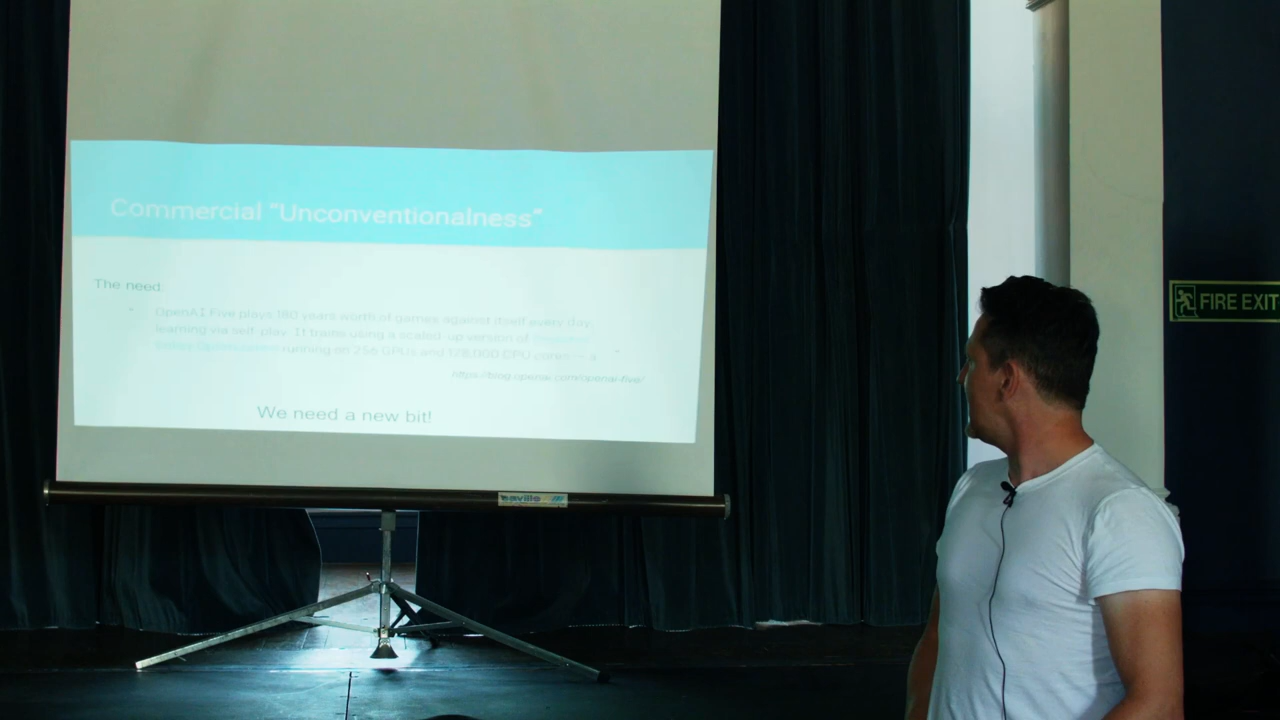 Commercial "Unconventionalness"
The need:
OpenAI Five plays 180 years worth of games against itself every day,
learning via self-play. It trains using a scaled-up version of
running on 256 GPUs and 128,000 CPU cores — a
https://blog.openai.com/openai-five/
We need a new bit!
saville
FIRE EXIT